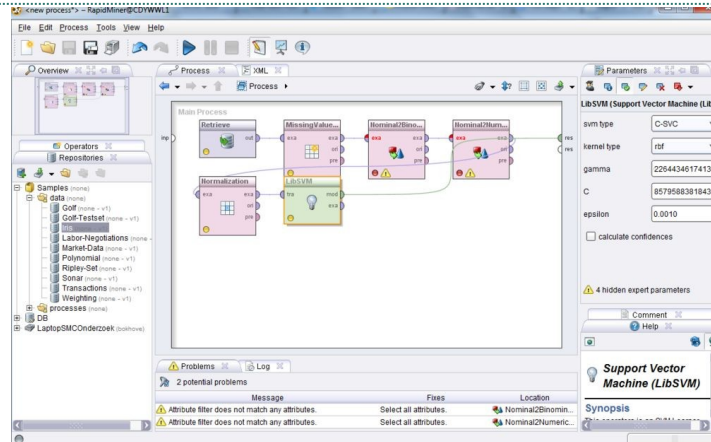 <new process*> – RapidMiner@CDYWWL1
File Edit Process Tools View Help
Overview
Process
XML
Parameters
Process
Main Process
inp
Retrieve
out
MissingValue...
exa
exa
ori
pre
Nominal2Bino...
exa
exa
ori
pre
Nominal2Num...
exa
exa
ori
pre
res
res
Normalization
exa
exa
ori
pre
LibSVM
tra
mod
exa
Operators
Repositories
Samples (none)
data (none)
Golf (none - v1)
Golf-Testset (none - v1)
Labor-Negotiations (none -
Market-Data (none - v1)
Polynomial (none - v1)
Ripley-Set (none - v1)
Sonar (none - v1)
Transactions (none - v1)
Weighting (none - v1)
processes (none)
DB
LaptopSMCOnderzoek (bokhove)
LibSVM (Support Vector Machine (Lib
svm type
C-SVC
kernel type
rbf
gamma
2264434617413
C
8579588381843
epsilon
0.0010
calculate confidences
4 hidden expert parameters
Comment
Help
Support Vector
Machine (LibSVM)
Synopsis
Problems
Log
2 potential problems
Message
Fixes
Location
Attribute filter does not match any attributes.
Select all attributes.
Nominal2Binomin...
Attribute filter does not match any attributes.
Select all attributes.
Nominal2Numeric...